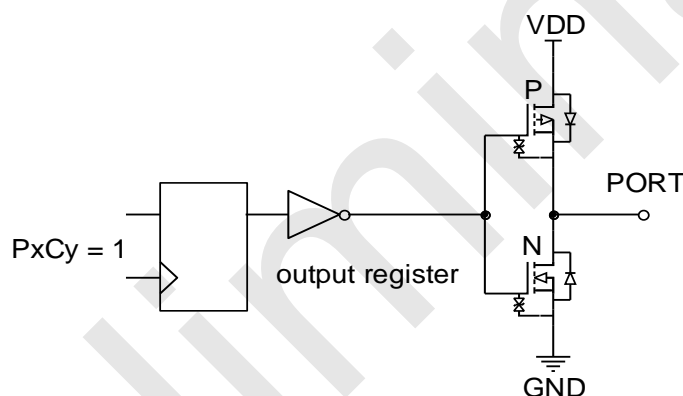 VDD
P
PORT
PxCy = 1
N
output register
GND